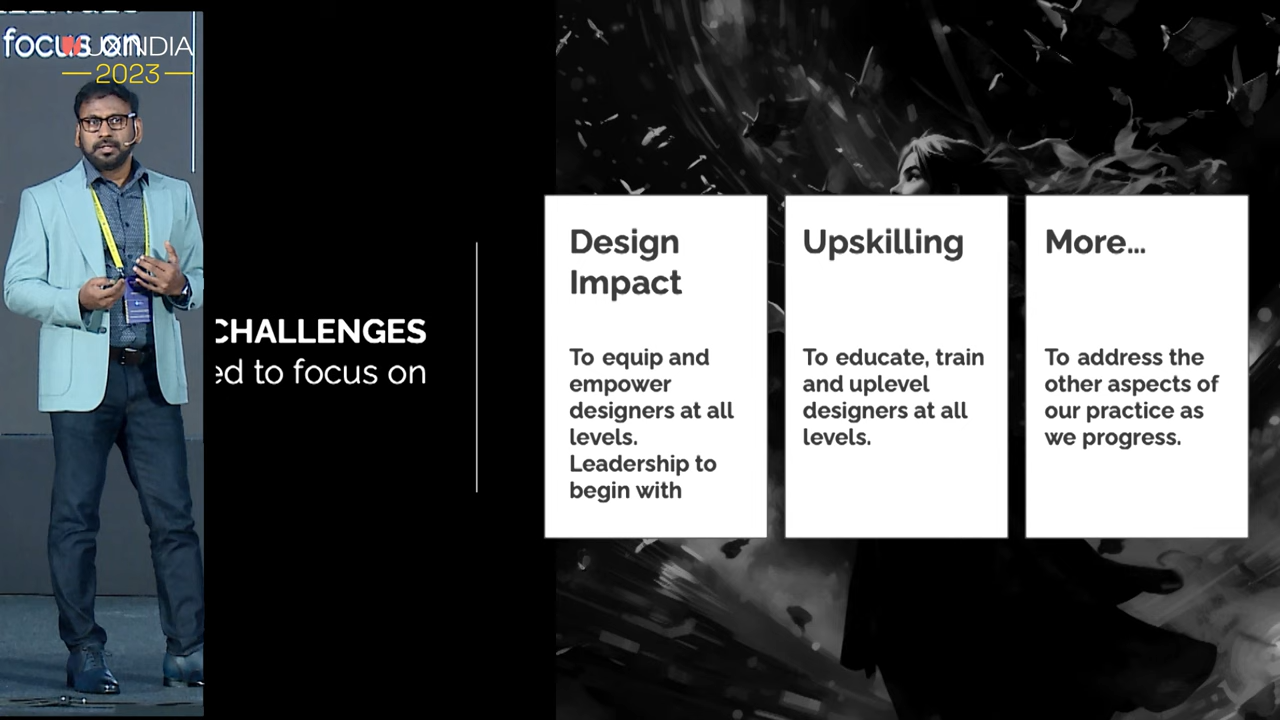 focus on
UXINDIA
2023
CHALLENGES
ed to focus on
Design
Impact
To equip and
empower
designers at all
levels.
Leadership to
begin with
Upskilling
To educate, train
and uplevel
designers at all
levels.
More...
To address the
other aspects of
our practice as
we progress.